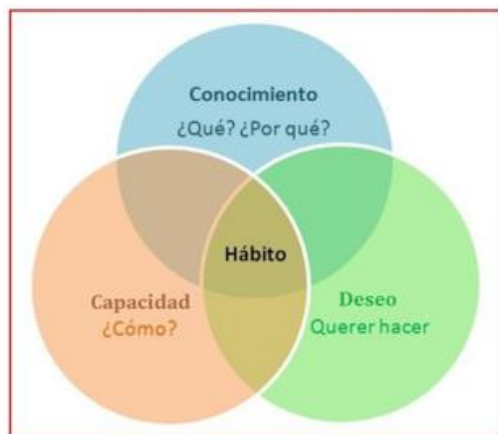 Conocimiento
¿Qué? ¿Por qué?
Hábito
Capacidad
¿Cómo?
Deseo
Querer hacer